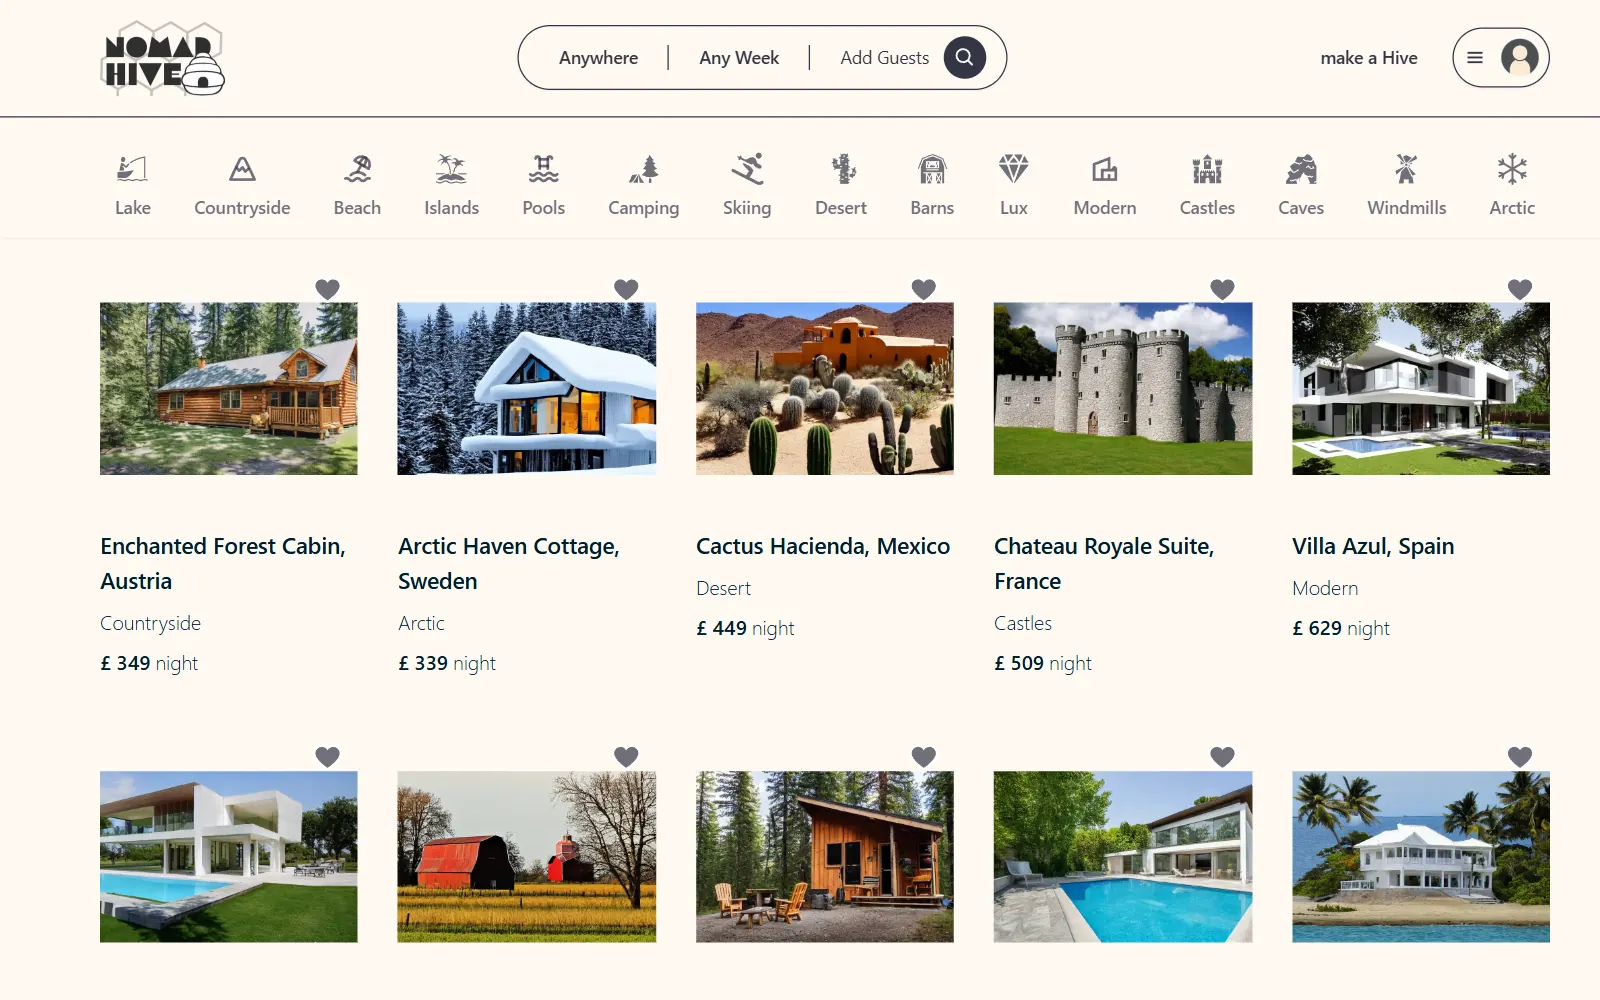 NOMAD
HIVE
Anywhere
Any Week
Add Guests
make a Hive
Lake
Countryside
Beach
Islands
Pools
Camping
Skiing
Desert
Barns
Lux
Modern
Castles
Caves
Windmills
Arctic
Enchanted Forest Cabin,
Austria
Countryside
£ 349 night
Arctic Haven Cottage,
Sweden
Arctic
£ 339 night
Cactus Hacienda, Mexico
Desert
£ 449 night
Chateau Royale Suite,
France
Castles
£ 509 night
Villa Azul, Spain
Modern
£ 629 night